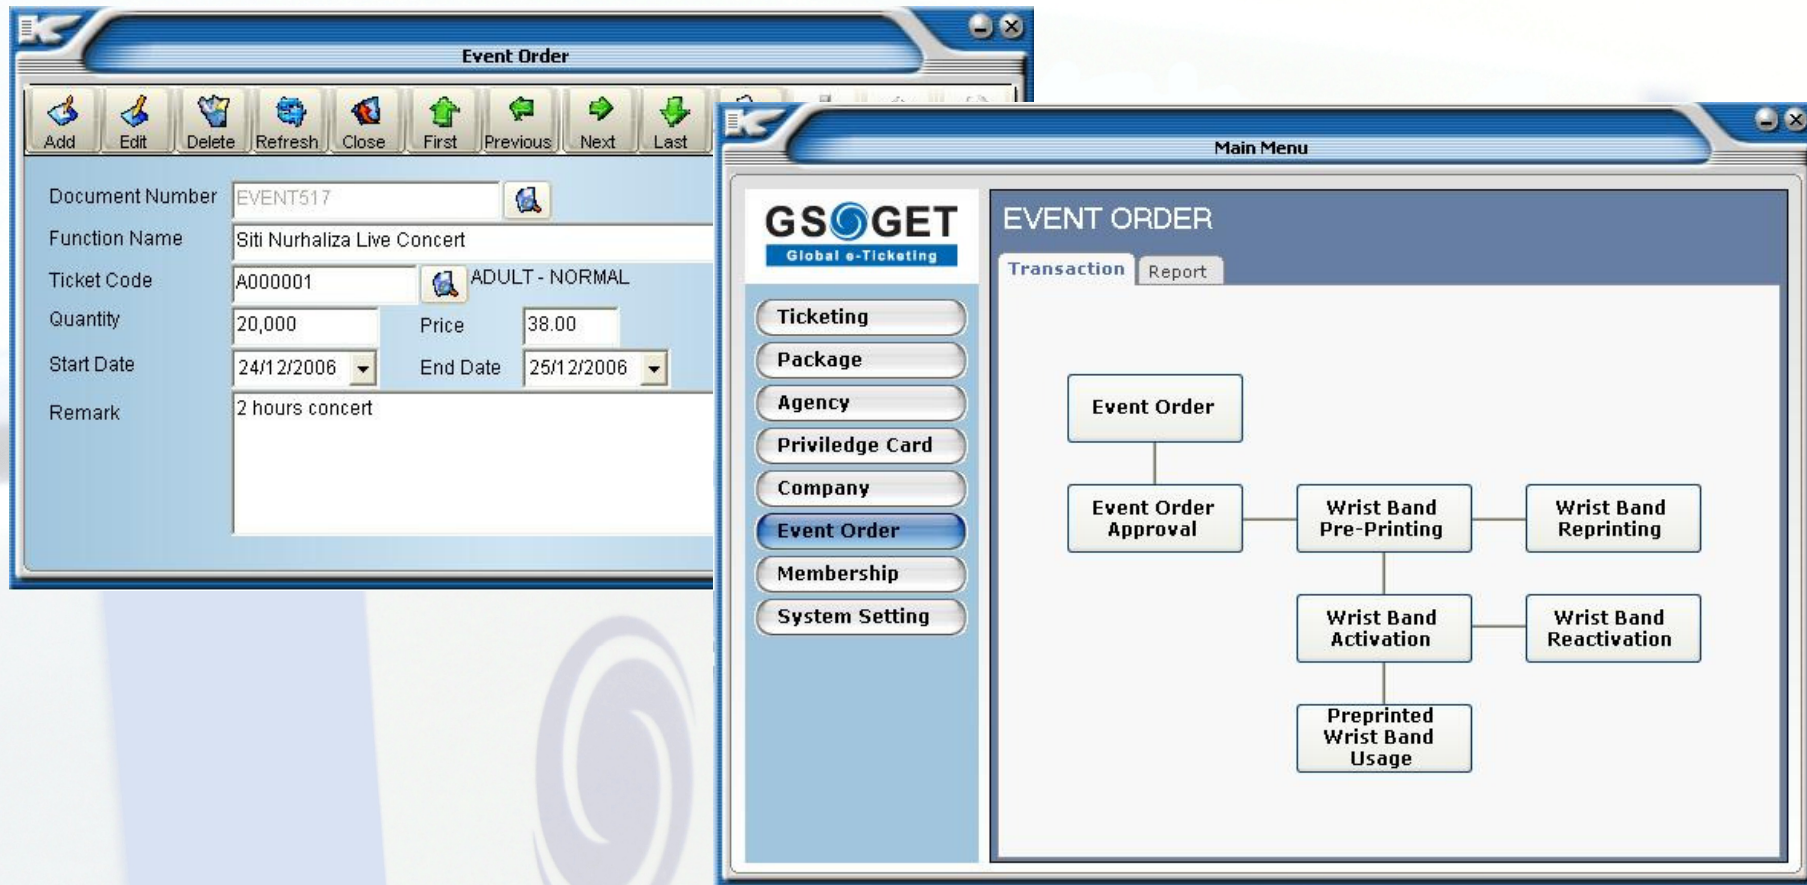 Event Order
Add Edit Delete Refresh Close First Previous Next Last
Document Number EVENT517
Function Name Siti Nurhaliza Live Concert
Ticket Code A000001 ADULT - NORMAL
Quantity 20,000 Price 38.00
Start Date 24/12/2006 End Date 25/12/2006
Remark 2 hours concert
Main Menu
GSOGET
Global e-Ticketing
Ticketing
Package
Agency
Priviledge Card
Company
Event Order
Membership
System Setting
EVENT ORDER
Transaction Report
Event Order
Event Order
Approval
Wrist Band
Pre-Printing
Wrist Band
Reprinting
Wrist Band
Activation
Wrist Band
Reactivation
Preprinted
Wrist Band
Usage